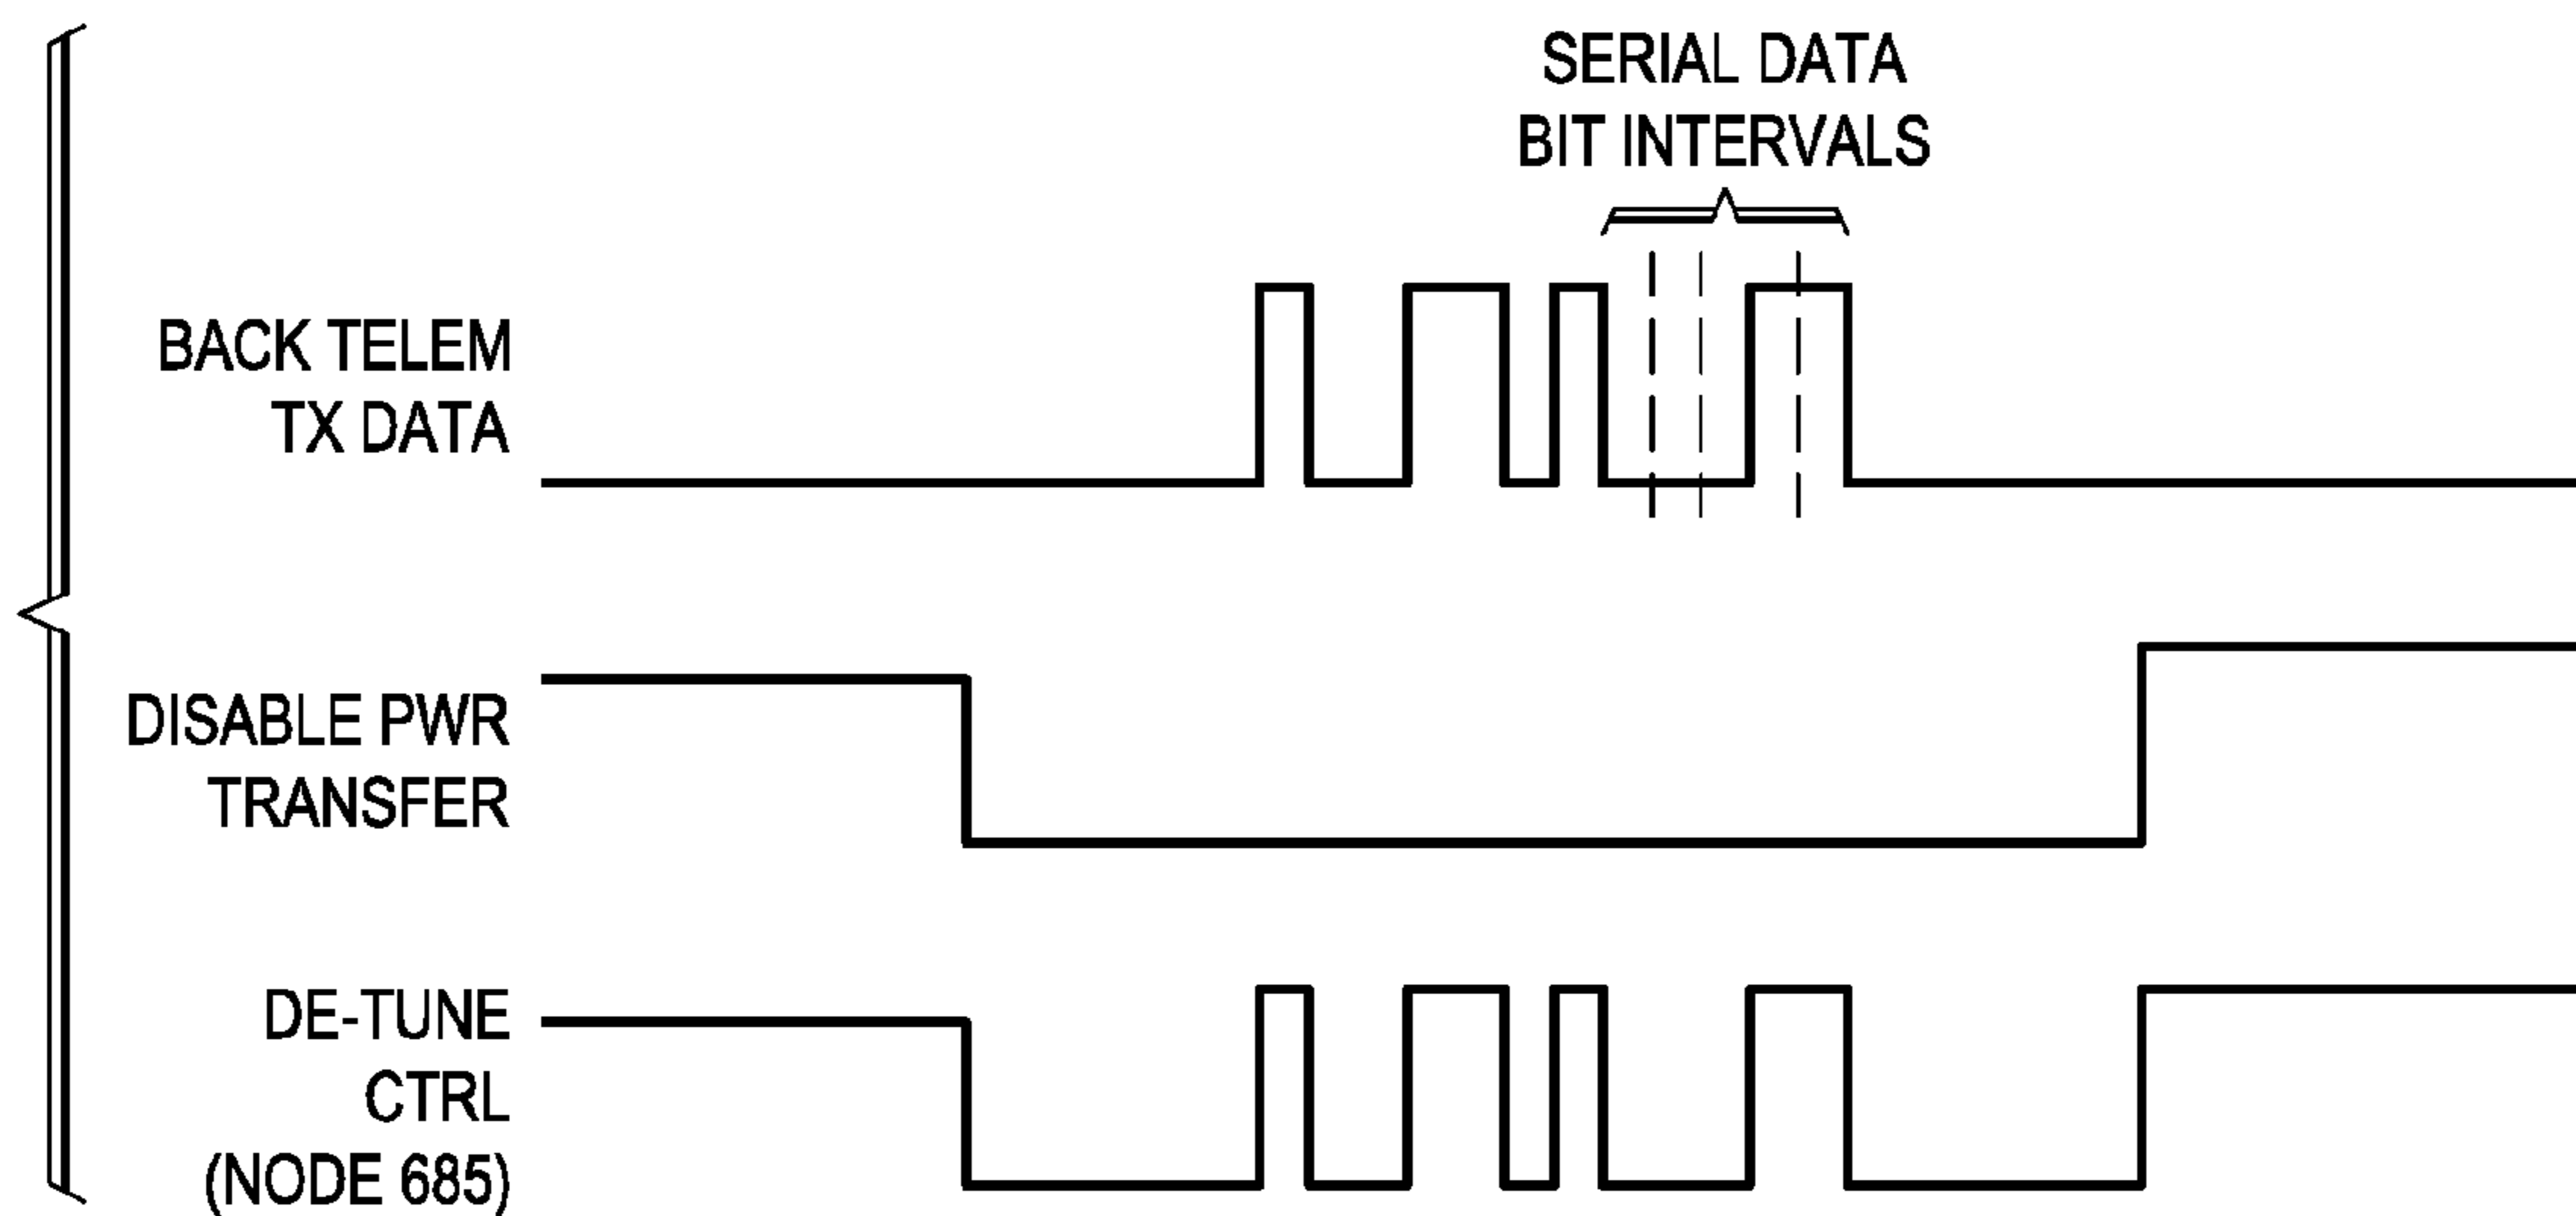 SERIAL DATA
BIT INTERVALS
BACK TELEM
TX DATA
DISABLE PWR
TRANSFER
DE-TUNE
CTRL
(NODE 685)